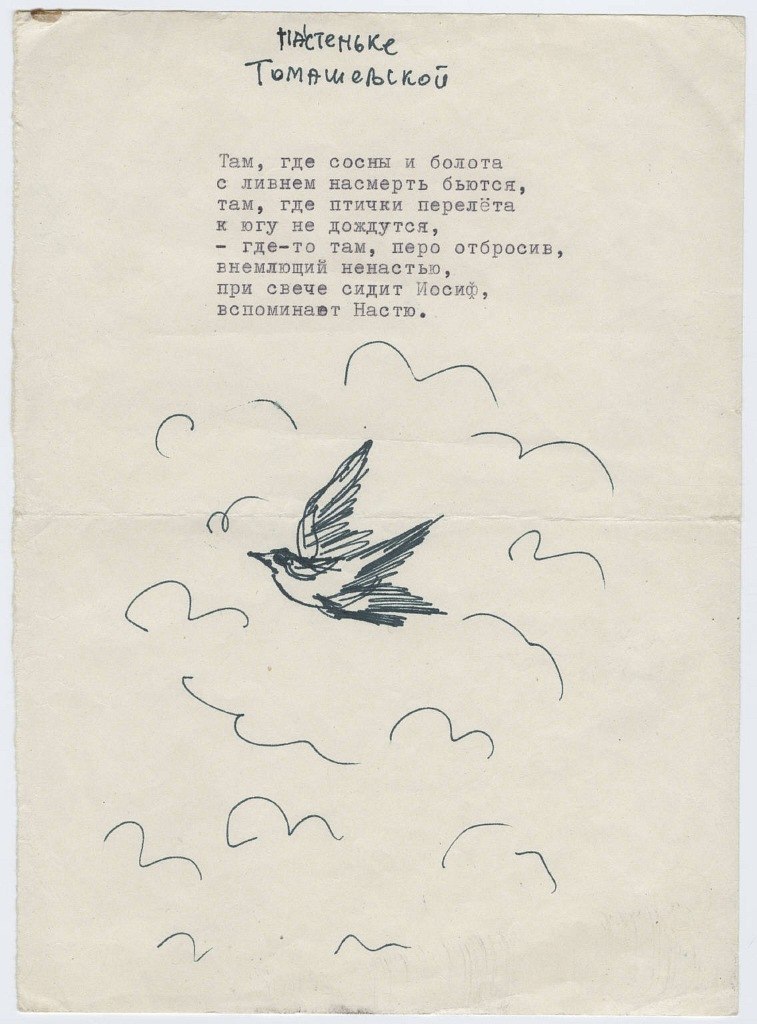 Настеньке
Томашевской
Там, где сосны и болота
с ливнем насмерть бьются,
там, где птички перелёта
к югу не дождутся,
- где-то там, перо отбросив,
внемлющий ненастью,
при свече сидит Иосиф,
вспоминает Настю.